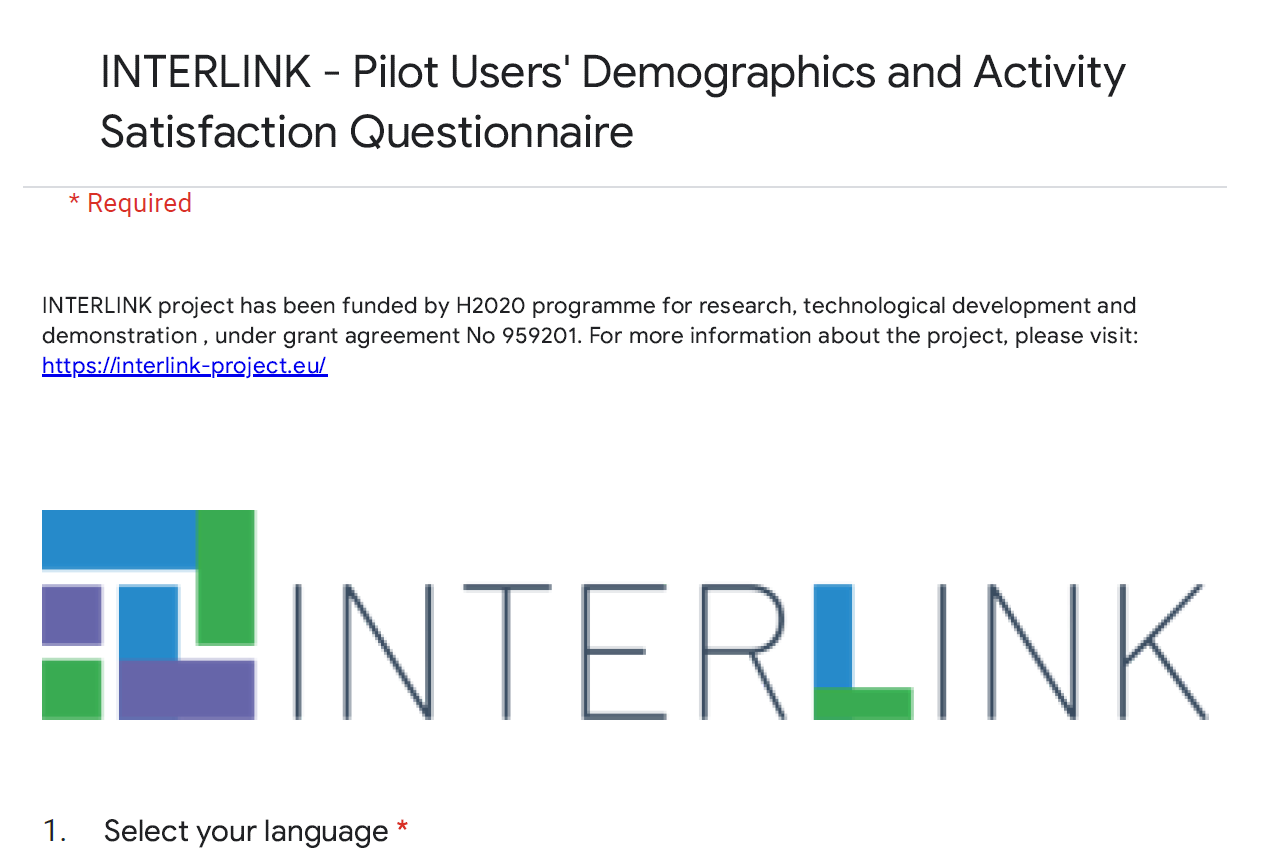 INTERLINK - Pilot Users' Demographics and Activity
Satisfaction Questionnaire
* Required
INTERLINK project has been funded by H2020 programme for research, technological development and
demonstration , under grant agreement No 959201. For more information about the project, please visit:
https://interlink-project.eu/
INTERLINK
1. Select your language *